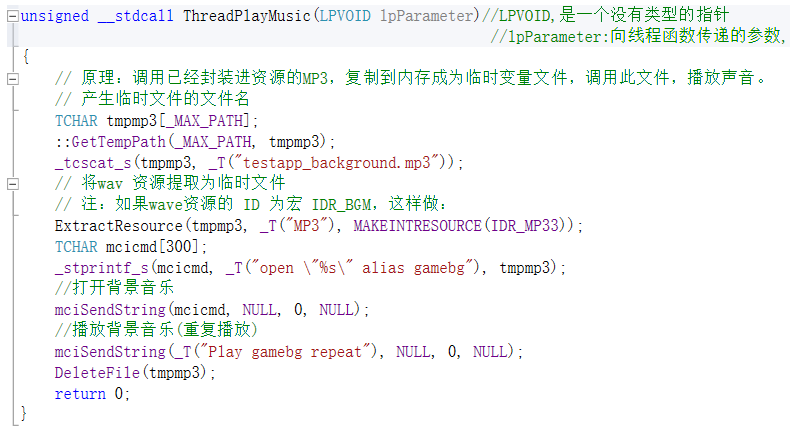 unsigned __stdcall ThreadPlayMusic(LPVOID lpParameter)//LPVOID,是一个没有类型的指针
//lpParameter:向线程函数传递的参数,
{
// 原理：调用已经封装进资源的MP3，复制到内存成为临时变量文件，调用此文件，播放声音。
// 产生临时文件的文件名
TCHAR tmpmp3[_MAX_PATH];
::GetTempPath(_MAX_PATH, tmpmp3);
_tcscat_s(tmpmp3, _T("testapp_background.mp3"));
// 将wav 资源提取为临时文件
// 注：如果wave资源的 ID 为宏 IDR_BGM，这样做：
ExtractResource(tmpmp3, _T("MP3"), MAKEINTRESOURCE(IDR_MP33));
TCHAR mcicmd[300];
_stprintf_s(mcicmd, _T("open \"%s\" alias gamebg"), tmpmp3);
//打开背景音乐
mciSendString(mcicmd, NULL, 0, NULL);
//播放背景音乐(重复播放)
mciSendString(_T("Play gamebg repeat"), NULL, 0, NULL);
DeleteFile(tmpmp3);
return 0;
}